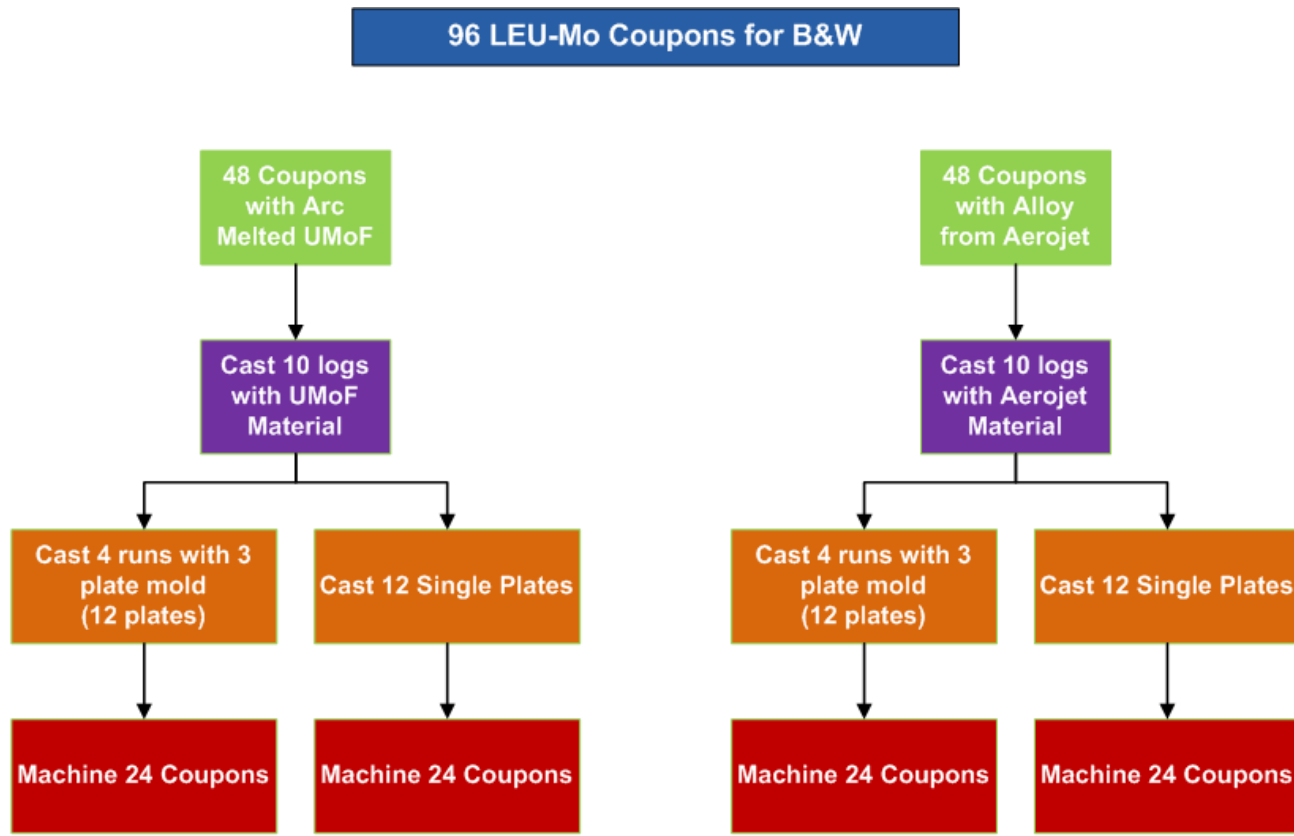 96 LEU-Mo Coupons for B&W
48 Coupons
with Arc
Melted UMoF
48 Coupons
with Alloy
from Aerojet
Cast 10 logs
with UMoF
Material
Cast 10 logs
with Aerojet
Material
Cast 4 runs with 3
plate mold
(12 plates)
Cast 12 Single Plates
Cast 4 runs with 3
plate mold
(12 plates)
Cast 12 Single Plates
Machine 24 Coupons
Machine 24 Coupons
Machine 24 Coupons
Machine 24 Coupons